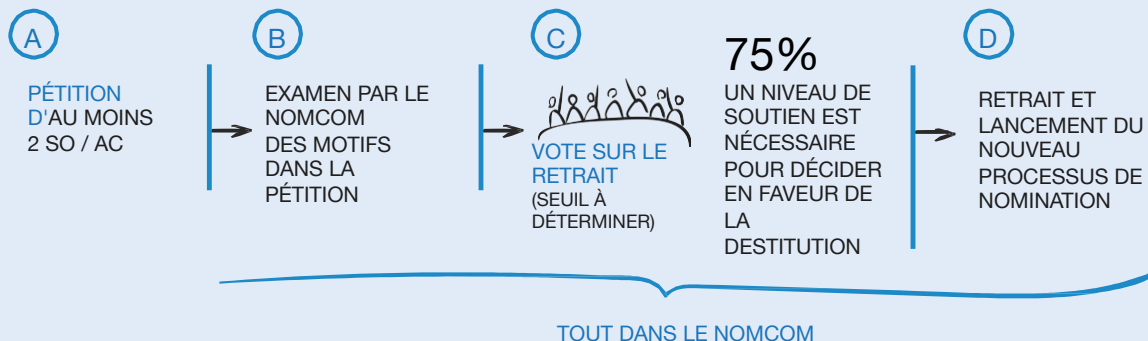 A
PÉTITION
D'AU MOINS
2 SO / AC
B
EXAMEN PAR LE
NOMCOM
DES MOTIFS
DANS LA
PÉTITION
C
VOTE SUR LE
RETRAIT
(SEUIL À
DÉTERMINER)
75%
UN NIVEAU DE
SOUTIEN EST
NÉCESSAIRE
POUR DÉCIDER
EN FAVEUR DE
LA
DESTITUTION
D
RETRAIT ET
LANCEMENT DU
NOUVEAU
PROCESSUS DE
NOMINATION
TOUT DANS LE NOMCOM